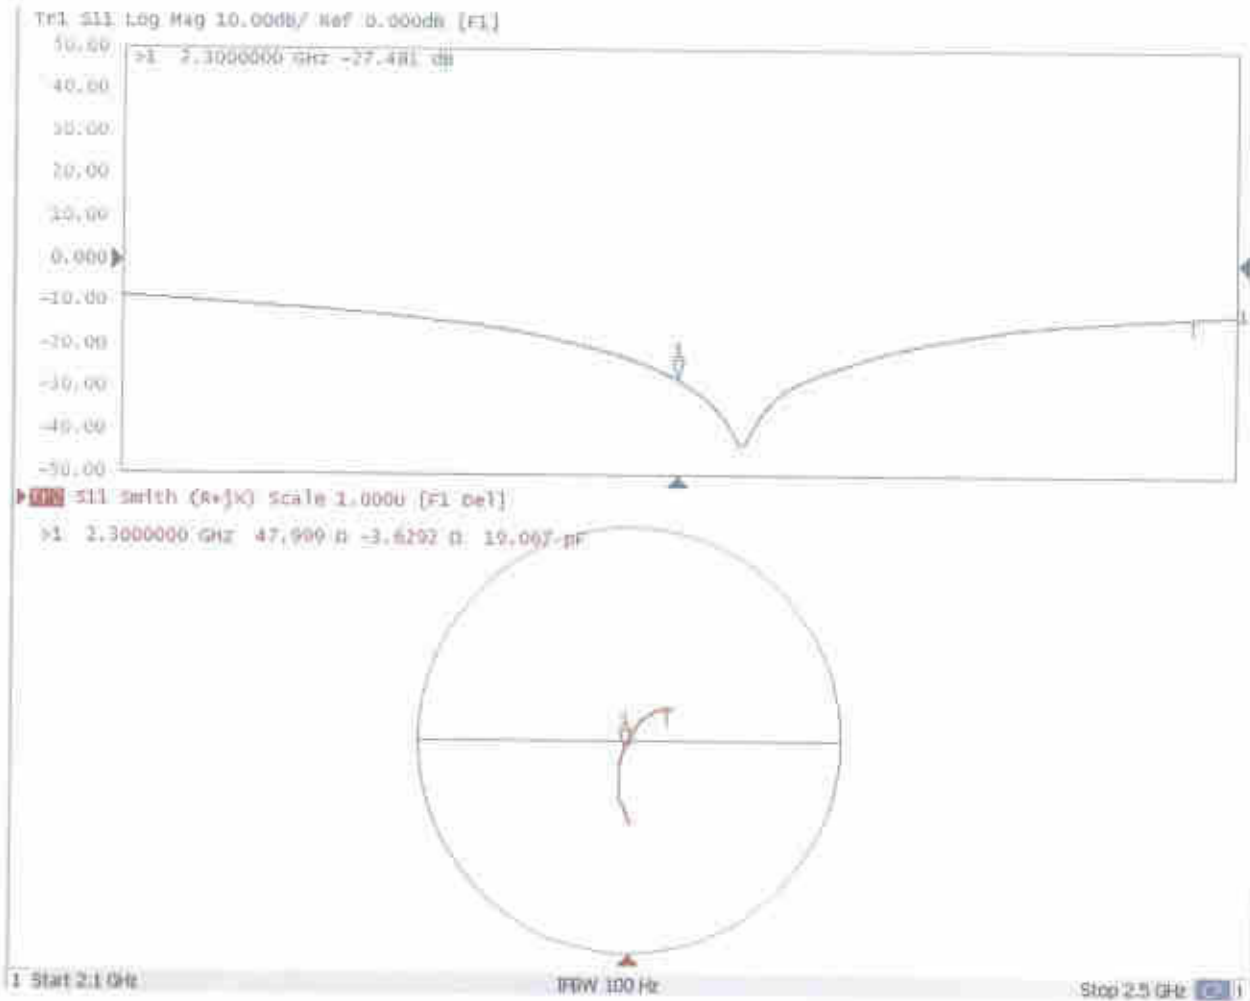 Tr1 S11 Log Mag 10.00dB/ Ref 0.000dB [F1]
50.00
>1 2.3000000 GHz -27.481 dB
40.00
30.00
20.00
10.00
0.000
-10.00
-20.00
-30.00
-40.00
-50.00
1
1
S11 Smith (R+jX) Scale 1.000U [F1 Del]
>1 2.3000000 GHz 47.999 Ω -3.6292 Ω 19.067 pF
1
1 Start 2.1 GHz
IFBW 100 Hz
Stop 2.5 GHz